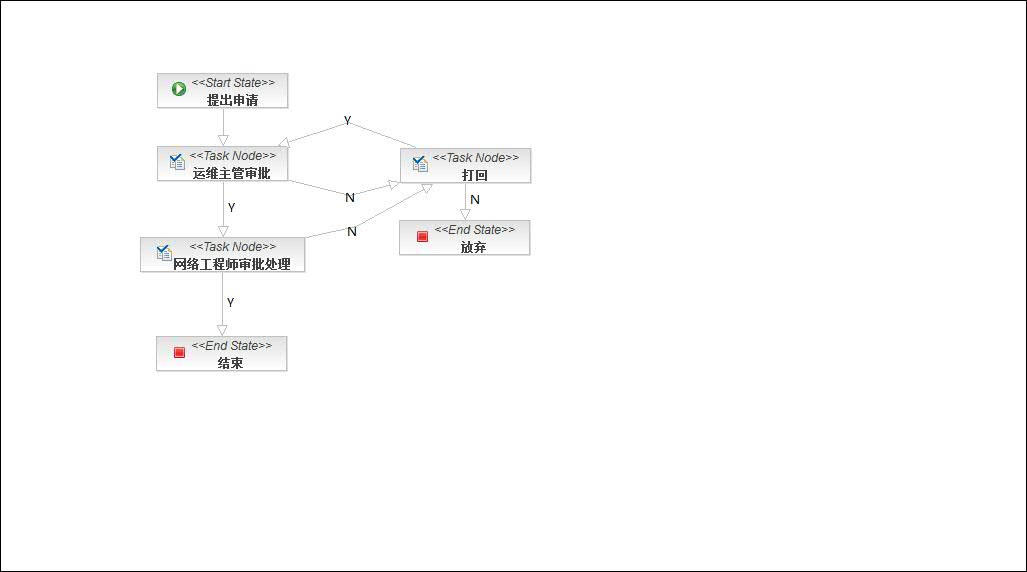 <<Start State>>
提出申请
Y
<<Task Node>>
运维主管审批
<<Task Node>>
打回
N
N
Y
<<End State>>
放弃
N
<<Task Node>>
网络工程师审批处理
Y
<<End State>>
结束